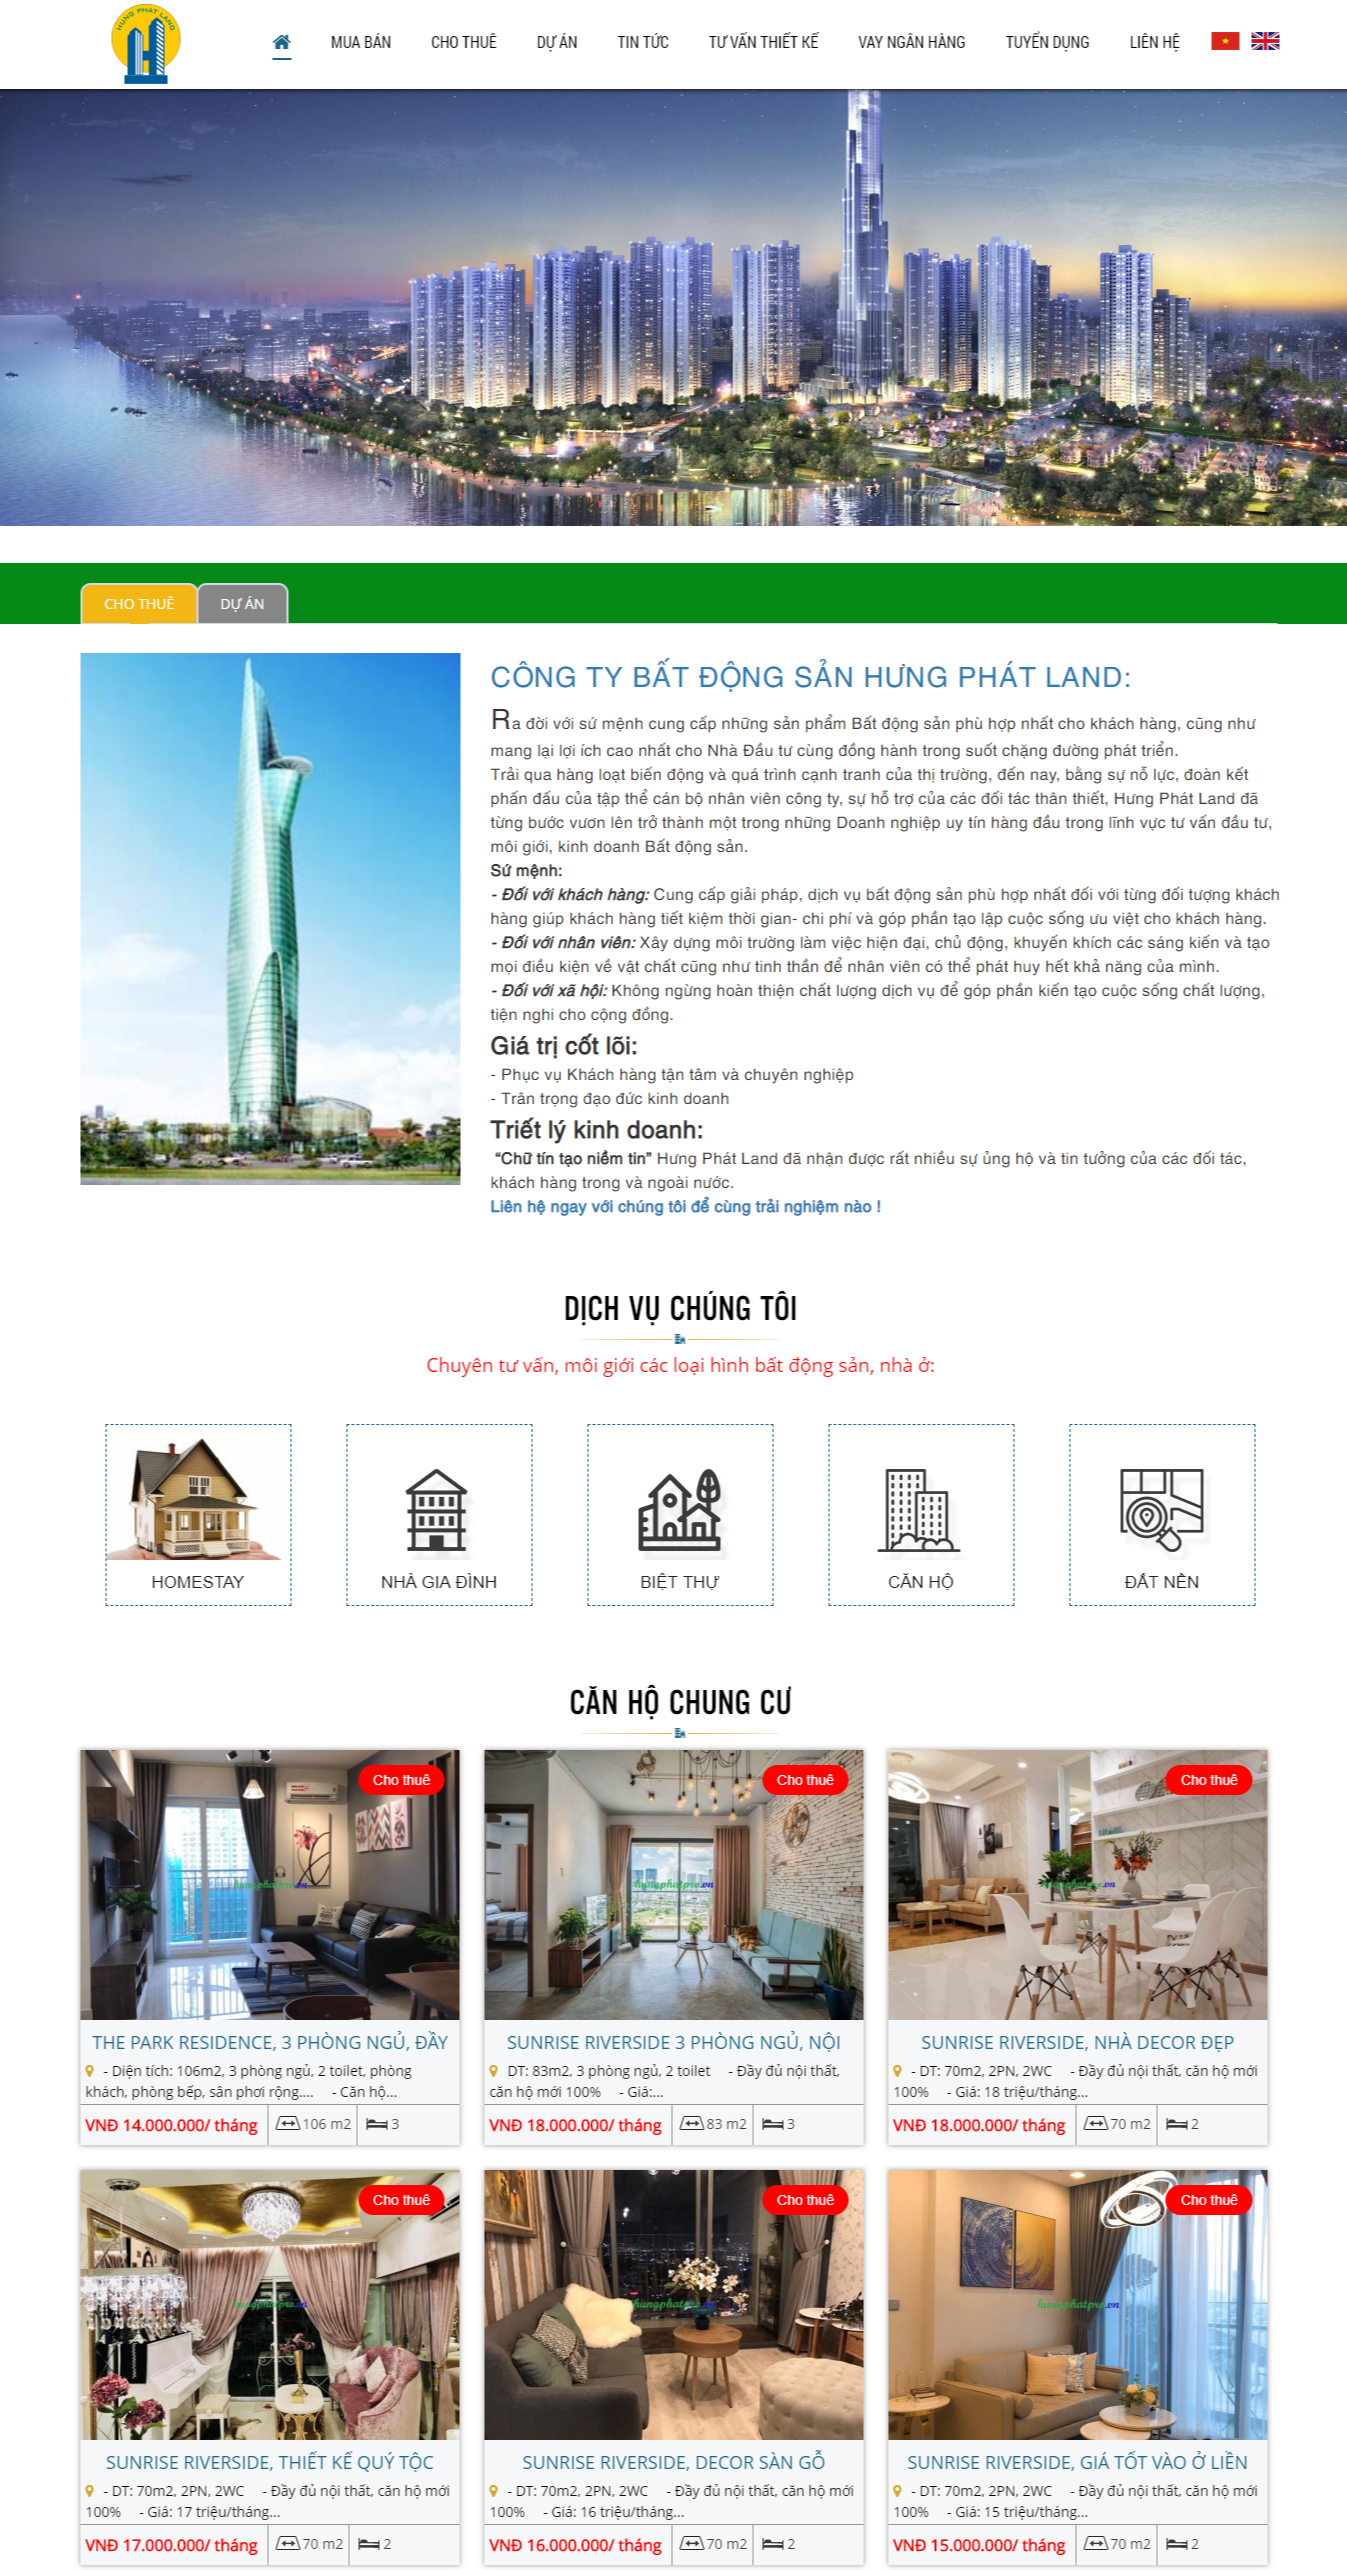 HUNG PHAT LAND
MUA BÁN
CHO THUÊ
DỰ ÁN
TIN TỨC
TƯ VẤN THIẾT KẾ
VAY NGÂN HÀNG
TUYỂN DỤNG
LIÊN HỆ
CHO THUÊ
DỰ ÁN
CÔNG TY BẤT ĐỘNG SẢN HƯNG PHÁT LAND:
Ra đời với sứ mệnh cung cấp những sản phẩm Bất động sản phù hợp nhất cho khách hàng, cũng như
mang lại lợi ích cao nhất cho Nhà Đầu tư cùng đồng hành trong suốt chặng đường phát triển.
Trải qua hàng loạt biến động và quá trình cạnh tranh của thị trường, đến nay, bằng sự nỗ lực, đoàn kết
phấn đấu của tập thể cán bộ nhân viên công ty, sự hỗ trợ của các đối tác thân thiết, Hưng Phát Land đã
từng bước vươn lên trở thành một trong những Doanh nghiệp uy tín hàng đầu trong lĩnh vực tư vấn đầu tư,
môi giới, kinh doanh Bất động sản.
Sứ mệnh:
- Đối với khách hàng: Cung cấp giải pháp, dịch vụ bất động sản phù hợp nhất đối với từng đối tượng khách
hàng giúp khách hàng tiết kiệm thời gian- chi phí và góp phần tạo lập cuộc sống ưu việt cho khách hàng.
- Đối với nhân viên: Xây dựng môi trường làm việc hiện đại, chủ động, khuyến khích các sáng kiến và tạo
mọi điều kiện về vật chất cũng như tinh thần để nhân viên có thể phát huy hết khả năng của mình.
- Đối với xã hội: Không ngừng hoàn thiện chất lượng dịch vụ để góp phần kiến tạo cuộc sống chất lượng,
tiện nghi cho cộng đồng.
Giá trị cốt lõi:
- Phục vụ Khách hàng tận tâm và chuyên nghiệp
- Trân trọng đạo đức kinh doanh
Triết lý kinh doanh:
“Chữ tín tạo niềm tin” Hưng Phát Land đã nhận được rất nhiều sự ủng hộ và tin tưởng của các đối tác,
khách hàng trong và ngoài nước.
Liên hệ ngay với chúng tôi để cùng trải nghiệm nào !
DỊCH VỤ CHÚNG TÔI
Chuyên tư vấn, môi giới các loại hình bất động sản, nhà ở:
HOMESTAY
NHÀ GIA ĐÌNH
BIỆT THỰ
CĂN HỘ
ĐẤT NỀN
CĂN HỘ CHUNG CƯ
Cho thuê
hungphatpro.vn
THE PARK RESIDENCE, 3 PHÒNG NGỦ, ĐẦY
- Diện tích: 106m2, 3 phòng ngủ, 2 toilet, phòng
khách, phòng bếp, sân phơi rộng.... - Căn hộ...
VNĐ 14.000.000/ tháng
106 m2
3
Cho thuê
hungphatpro.vn
SUNRISE RIVERSIDE 3 PHÒNG NGỦ, NỘI
DT: 83m2, 3 phòng ngủ, 2 toilet - Đầy đủ nội thất,
căn hộ mới 100% - Giá:...
VNĐ 18.000.000/ tháng
83 m2
3
Cho thuê
hungphatpro.vn
SUNRISE RIVERSIDE, NHÀ DECOR ĐẸP
- DT: 70m2, 2PN, 2WC - Đầy đủ nội thất, căn hộ mới
100% - Giá: 18 triệu/tháng...
VNĐ 18.000.000/ tháng
70 m2
2
Cho thuê
hungphatpro.vn
SUNRISE RIVERSIDE, THIẾT KẾ QUÝ TỘC
- DT: 70m2, 2PN, 2WC - Đầy đủ nội thất, căn hộ mới
100% - Giá: 17 triệu/tháng...
VNĐ 17.000.000/ tháng
70 m2
2
Cho thuê
hungphatpro.vn
SUNRISE RIVERSIDE, DECOR SÀN GỖ
- DT: 70m2, 2PN, 2WC - Đầy đủ nội thất, căn hộ mới
100% - Giá: 16 triệu/tháng...
VNĐ 16.000.000/ tháng
70 m2
2
Cho thuê
hungphatpro.vn
SUNRISE RIVERSIDE, GIÁ TỐT VÀO Ở LIỀN
- DT: 70m2, 2PN, 2WC - Đầy đủ nội thất, căn hộ mới
100% - Giá: 15 triệu/tháng...
VNĐ 15.000.000/ tháng
70 m2
2